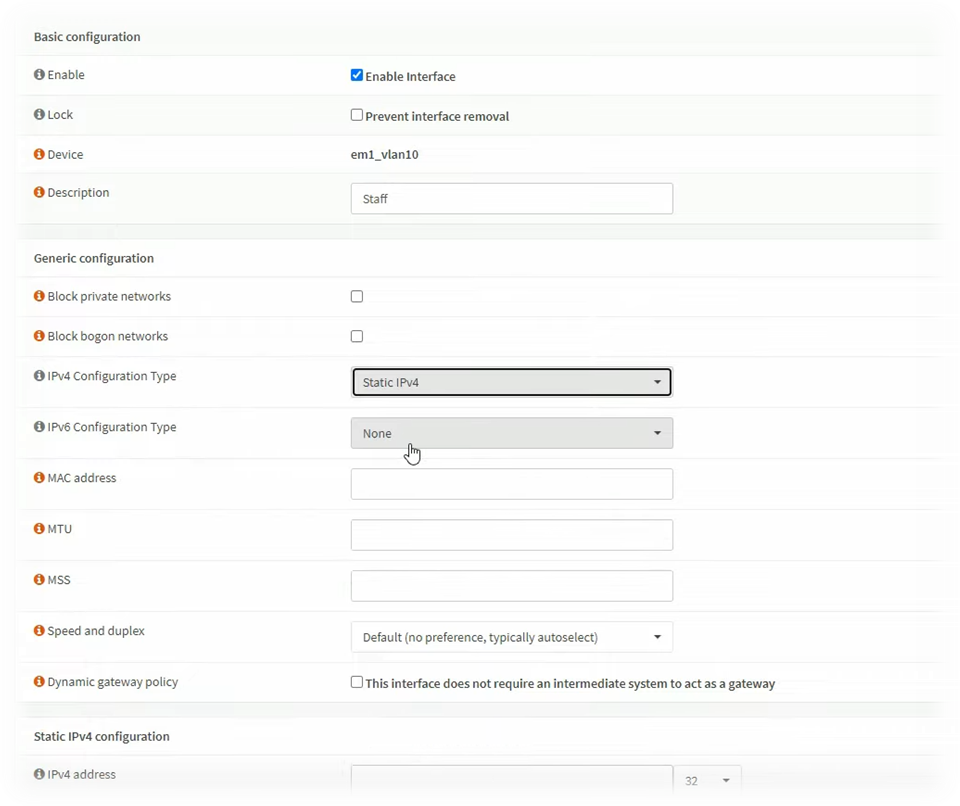 Basic configuration
Enable
Enable Interface
Lock
Prevent interface removal
Device
em1_vlan10
Description
Staff
Generic configuration
Block private networks
Block bogon networks
IPv4 Configuration Type
Static IPv4
IPv6 Configuration Type
None
MAC address
MTU
MSS
Speed and duplex
Default (no preference, typically autoselect)
Dynamic gateway policy
This interface does not require an intermediate system to act as a gateway
Static IPv4 configuration
IPv4 address
32